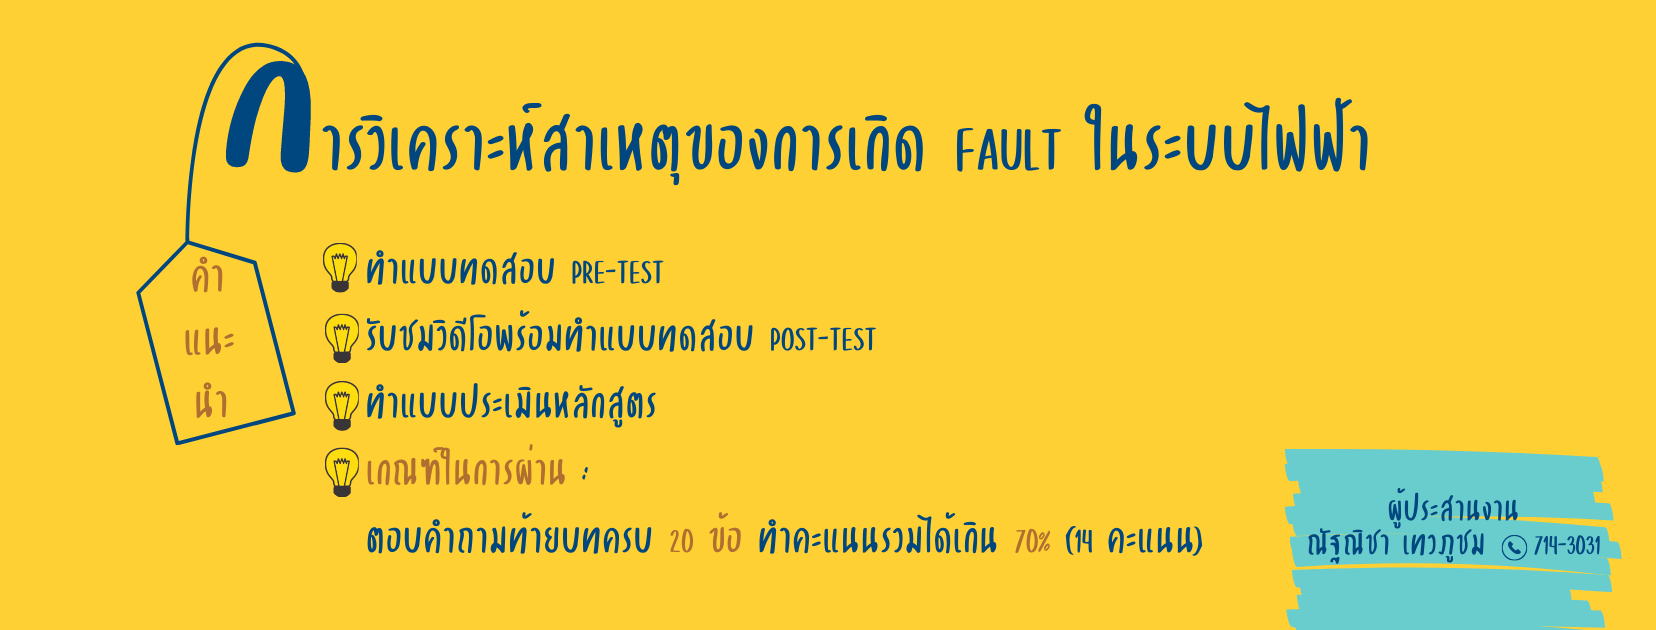 การวิเคราะห์สาเหตุของการเกิด FAULT ในระบบไฟฟ้า
คำ
แนะ
นำ
ทำแบบทดสอบ PRE-TEST
รับชมวิดีโอพร้อมทำแบบทดสอบ POST-TEST
ทำแบบประเมินหลักสูตร
เกณฑ์ในการผ่าน :
ตอบคำถามท้ายบทครบ 20 ข้อ ทำคะแนนรวมได้เกิน 70% (14 คะแนน)
ผู้ประสานงาน
ณัฐณิชา เทวภูชม 714-3031